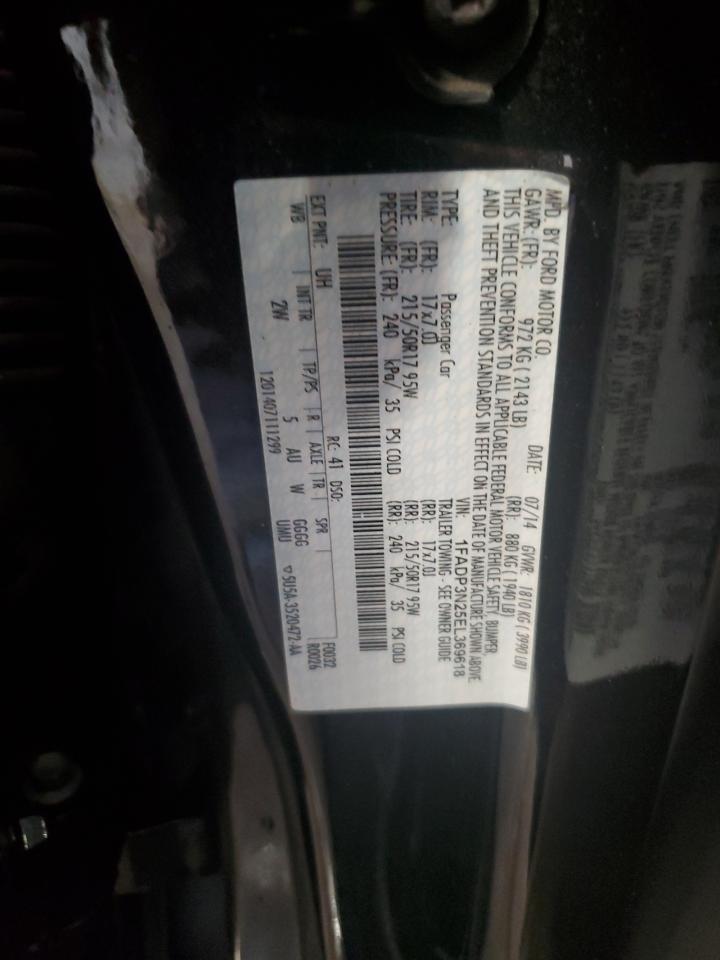 MFD. BY FORD MOTOR CO. DATE: 07/14 GVWR: 1810 KG ( 3990 LB)
GAWR: (FR): 972 KG ( 2143 LB) (RR): 880 KG ( 1940 LB)
THIS VEHICLE CONFORMS TO ALL APPLICABLE FEDERAL MOTOR VEHICLE SAFETY, BUMPER,
AND THEFT PREVENTION STANDARDS IN EFFECT ON THE DATE OF MANUFACTURE SHOWN ABOVE.
VIN: 1FADP3N25EL369618
TYPE: Passenger Car TRAILER TOWING - SEE OWNER GUIDE
RIM: (FR): 17x7.0J (RR): 17x7.0J
TIRE: (FR): 215/50R17 95W (RR): 215/50R17 95W
PRESSURE: (FR): 240 kPa/ 35 PSI COLD (RR): 240 kPa/ 35 PSI COLD
EXT PNT: UH RC: 41 DSO: F0032
WB INT TR TP/PS R AXLE TR SPR R0026
2W 5 AU W GGGG
UMU
1201407111299 ▽5U5A-3520472-AA